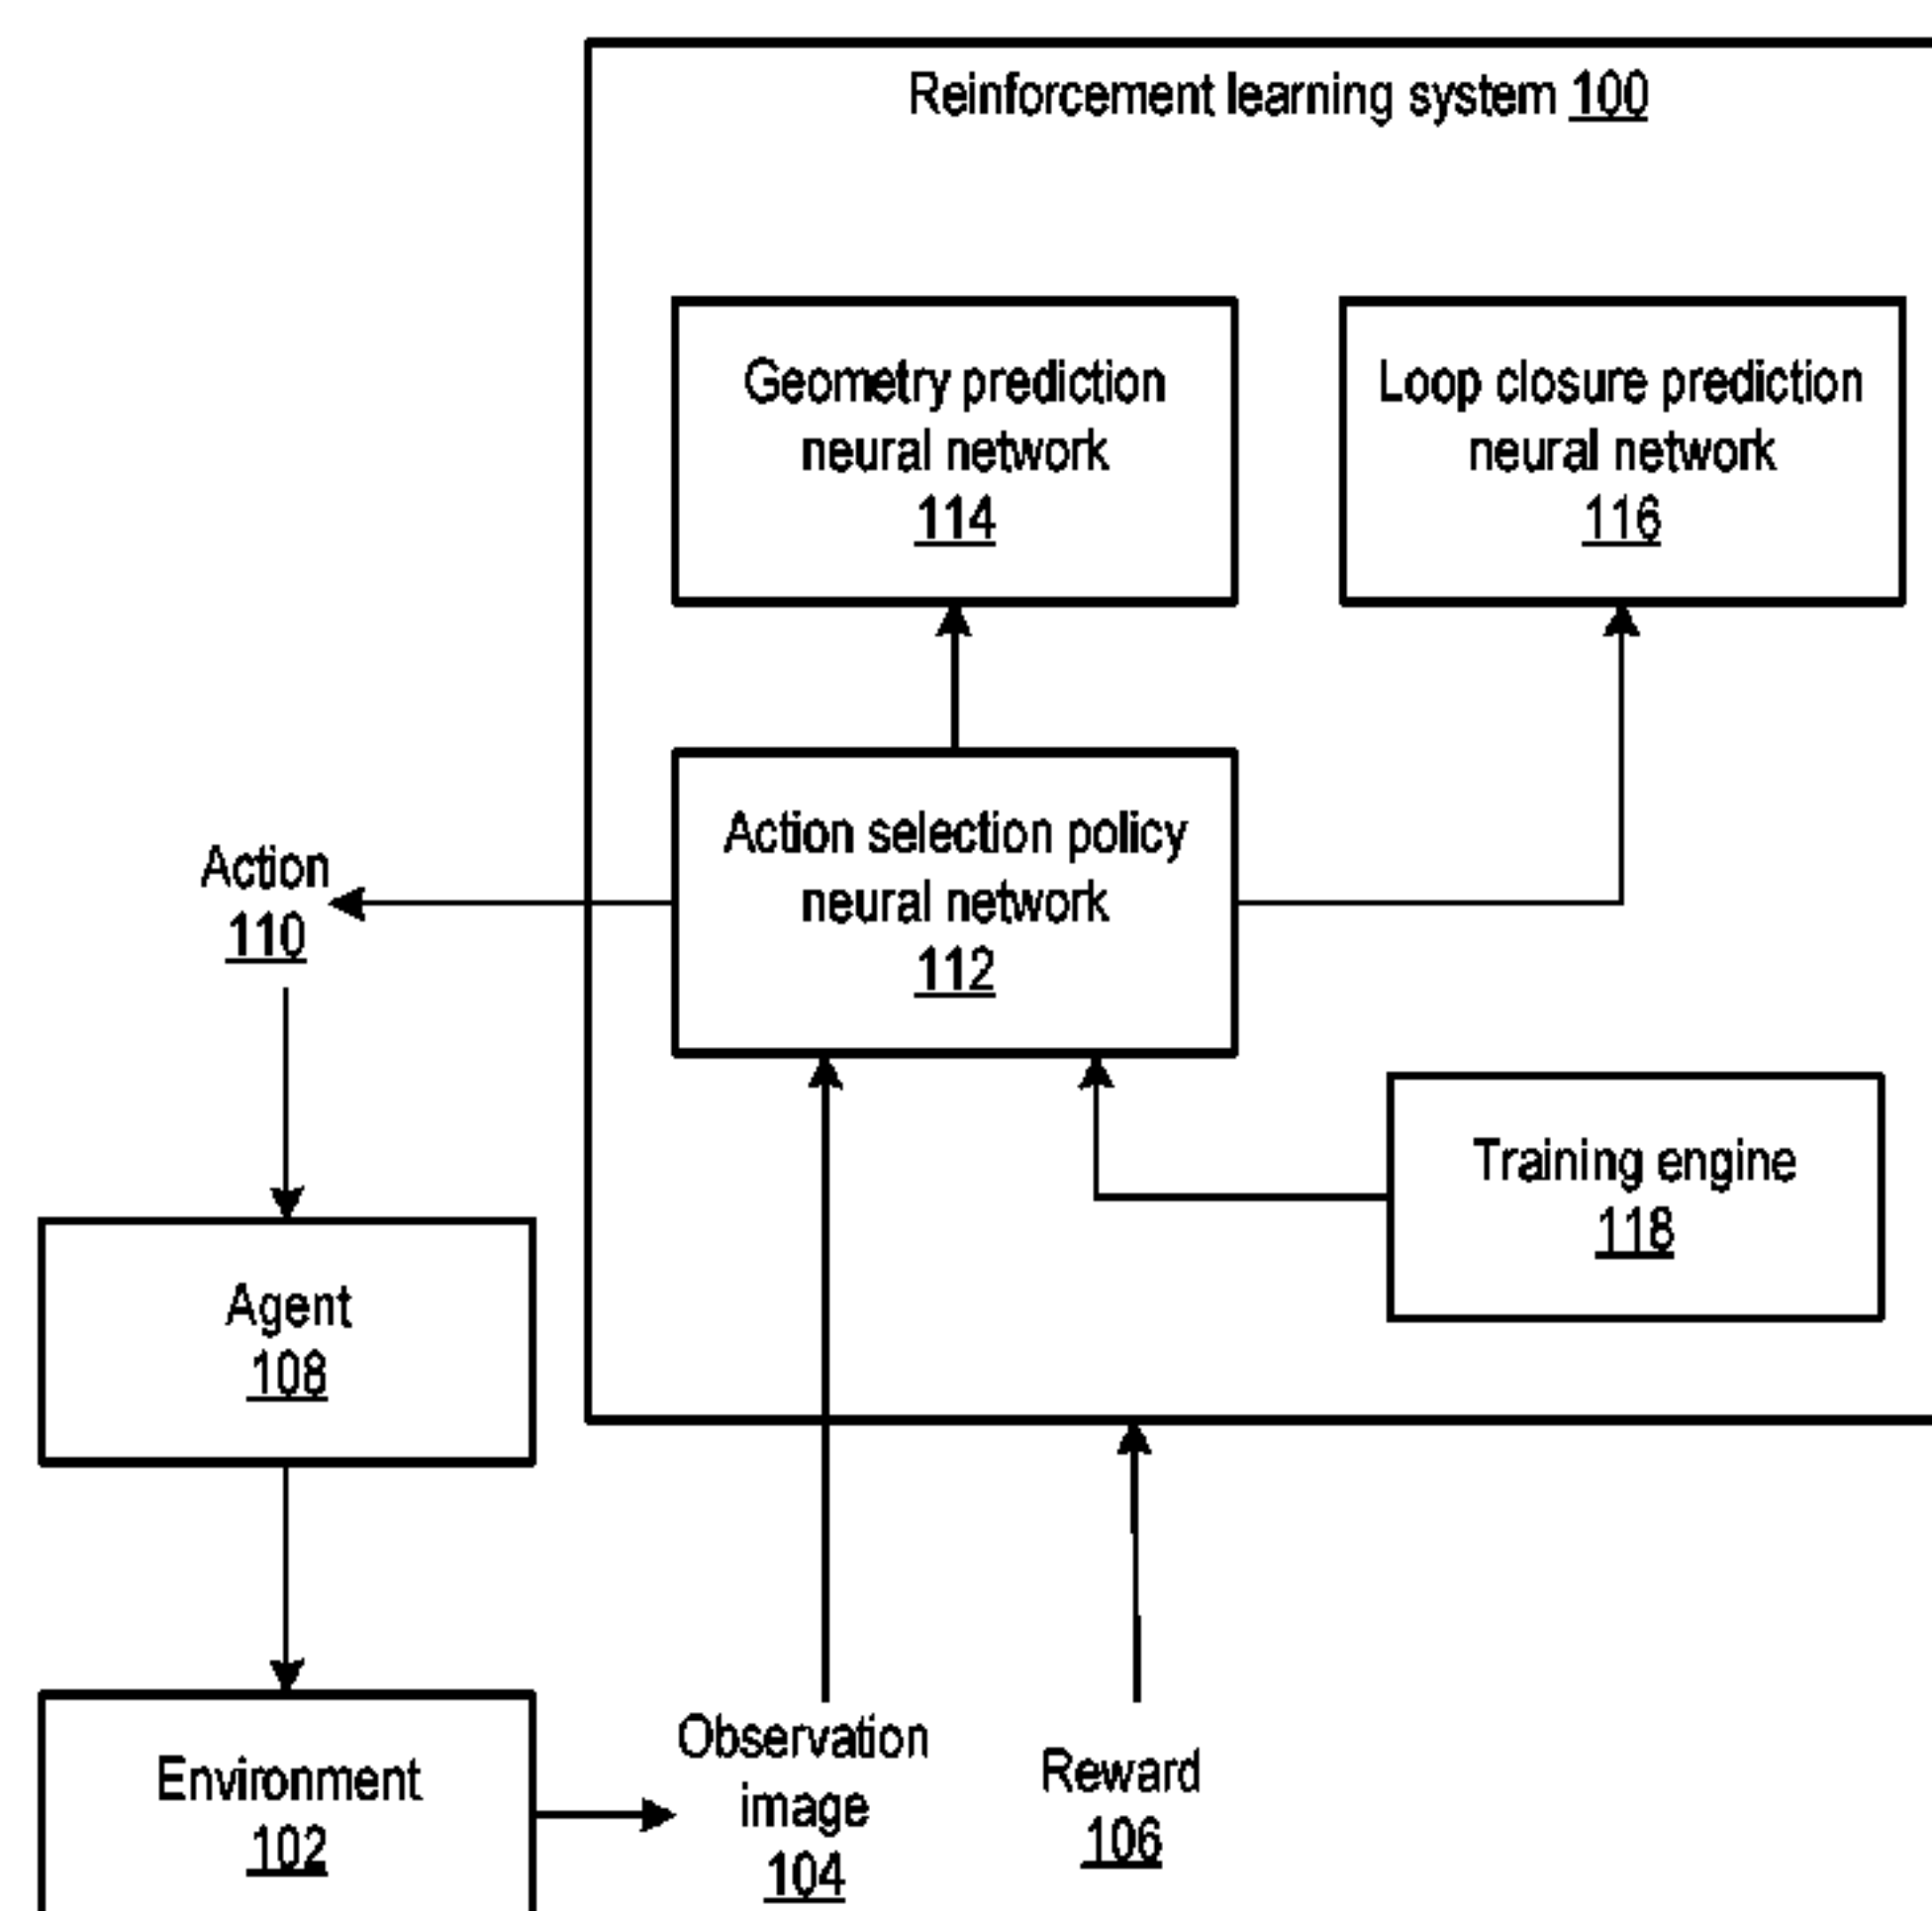 Reinforcement learning system 100
Geometry prediction
neural network
114
Loop closure prediction
neural network
116
Action selection policy
neural network
112
Action
110
Training engine
118
Agent
108
Environment
102
Observation
image
104
Reward
106